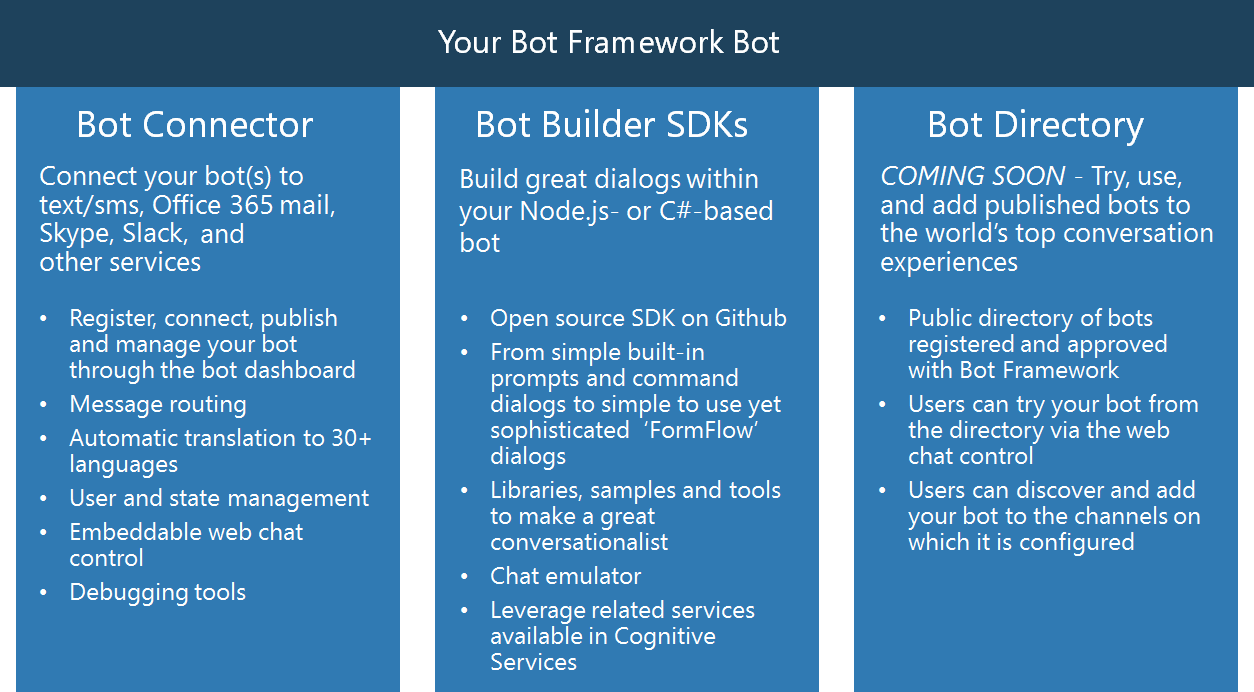 Your Bot Framework Bot
Bot Connector
Connect your bot(s) to
text/sms, Office 365 mail,
Skype, Slack, and
other services
• Register, connect, publish
and manage your bot
through the bot dashboard
• Message routing
• Automatic translation to 30+
languages
• User and state management
• Embeddable web chat
control
• Debugging tools
Bot Builder SDKs
Build great dialogs within
your Node.js- or C#-based
bot
• Open source SDK on Github
• From simple built-in
prompts and command
dialogs to simple to use yet
sophisticated ‘FormFlow’
dialogs
• Libraries, samples and tools
to make a great
conversationalist
• Chat emulator
• Leverage related services
available in Cognitive
Services
Bot Directory
COMING SOON - Try, use,
and add published bots to
the world’s top conversation
experiences
• Public directory of bots
registered and approved
with Bot Framework
• Users can try your bot from
the directory via the web
chat control
• Users can discover and add
your bot to the channels on
which it is configured